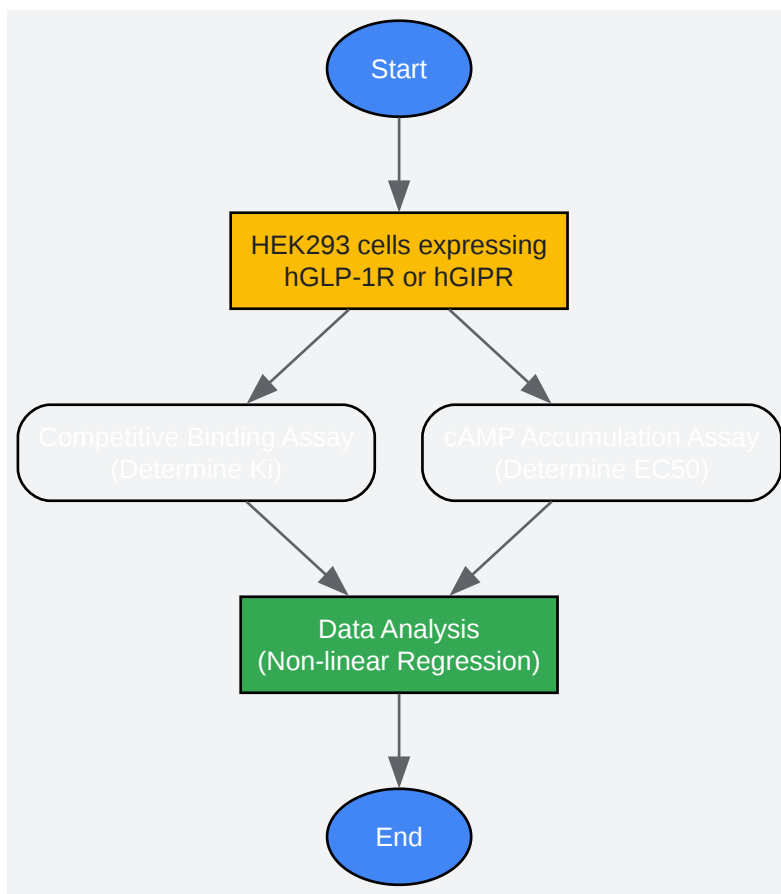 Start
HEK293 cells expressing
hGLP-1R or hGIPR
Competitive Binding Assay
(Determine Ki)
cAMP Accumulation Assay
(Determine EC50)
Data Analysis
(Non-linear Regression)
End